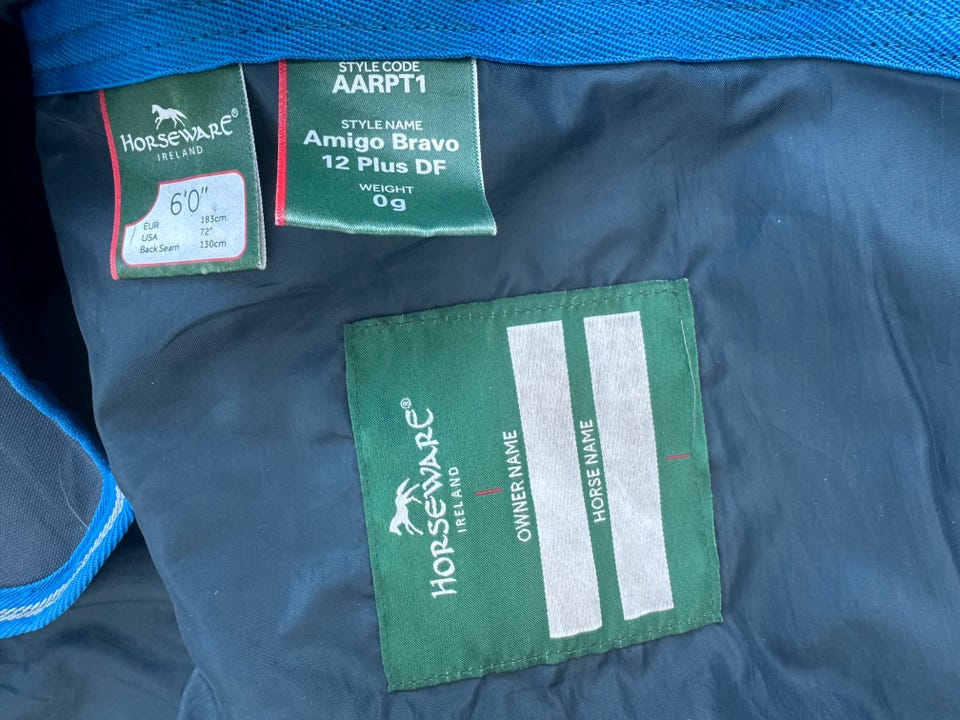 HORSEWARE®
IRELAND
6'0"
EUR 183cm
USA 72"
Back Seam 130cm
STYLE CODE
AARPT1
STYLE NAME
Amigo Bravo
12 Plus DF
WEIGHT
0g
HORSEWARE®
IRELAND
OWNER NAME
HORSE NAME